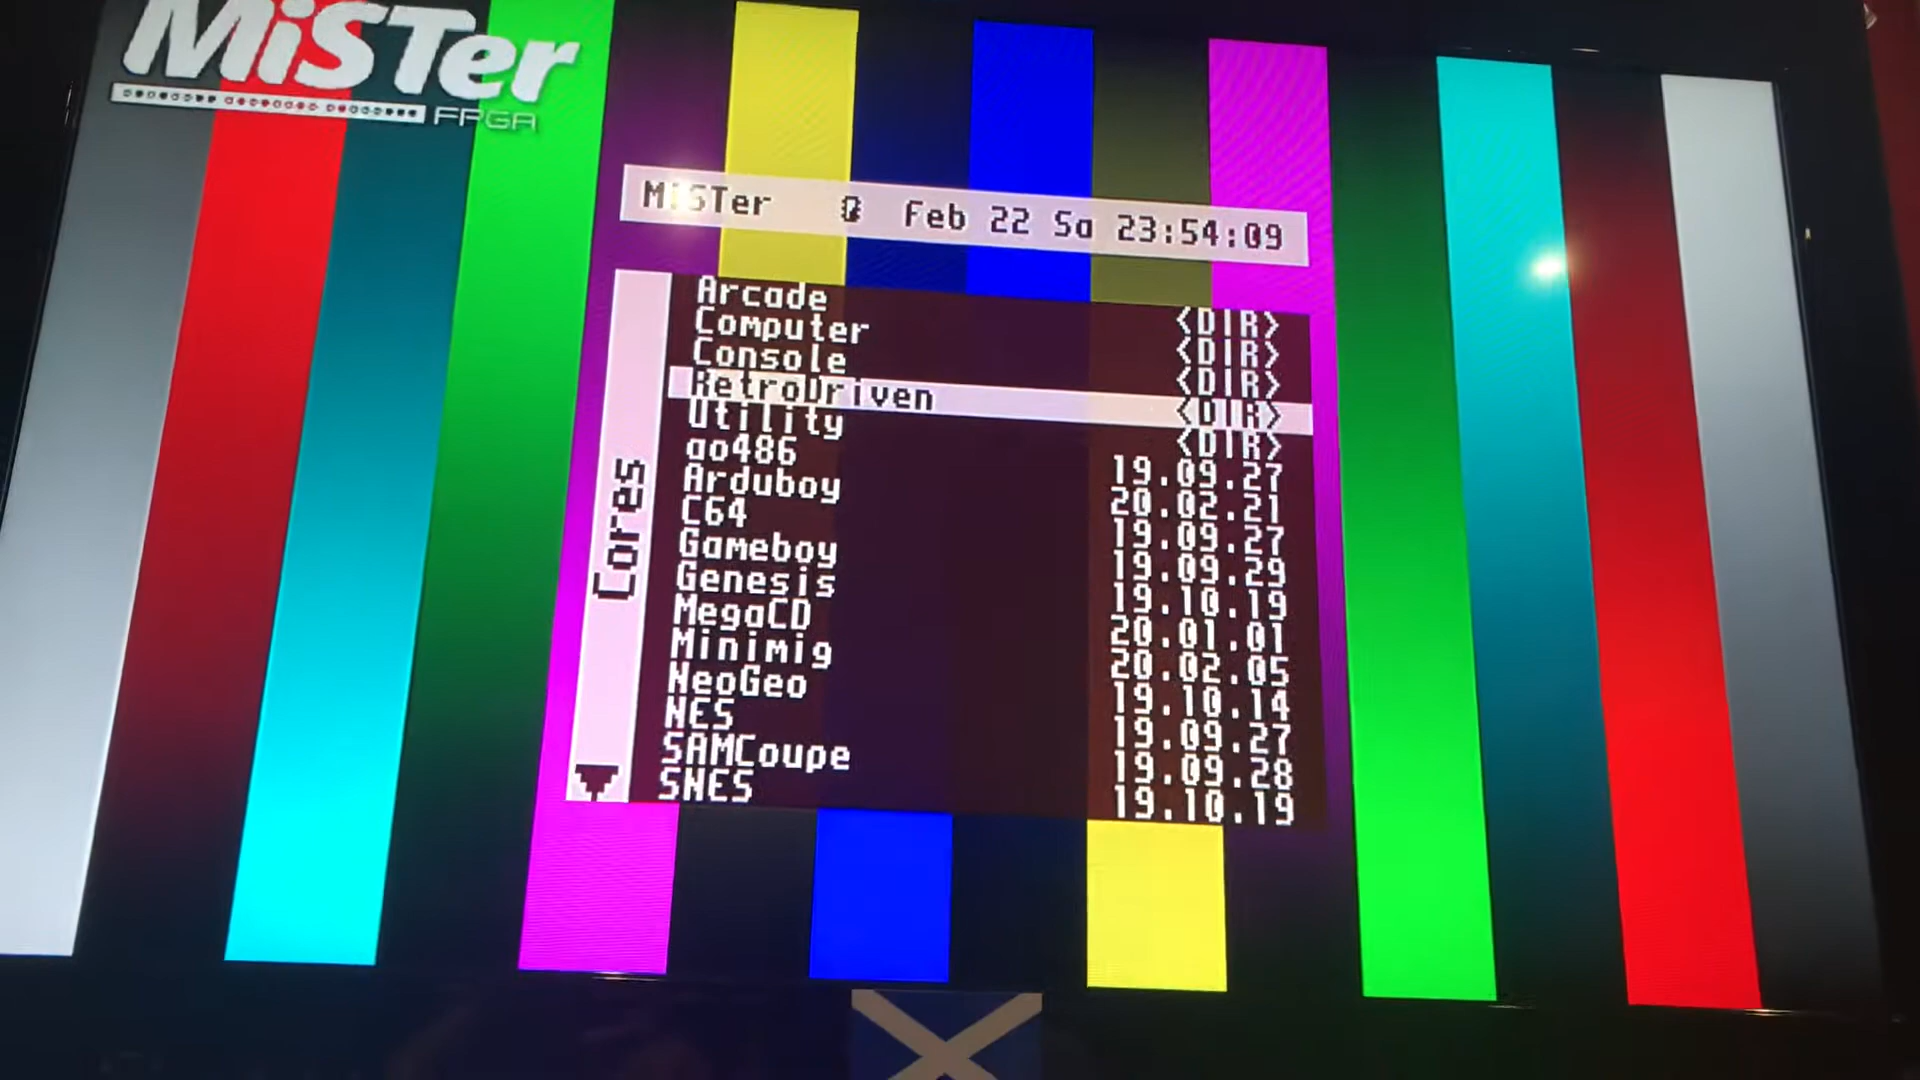 MiSTer
FPGA
MiSTer Feb 22 Sa 23:54:09
Cores
Arcade <DIR>
Computer <DIR>
Console <DIR>
RetroDriven <DIR>
Utility <DIR>
ao486 19.09.27
Arduboy 20.02.21
C64 19.09.27
Gameboy 19.09.29
Genesis 19.10.19
MegaCD 20.01.01
Minimig 20.02.05
NeoGeo 19.10.14
NES 19.09.27
SAMCoupe 19.09.28
SNES 19.10.19